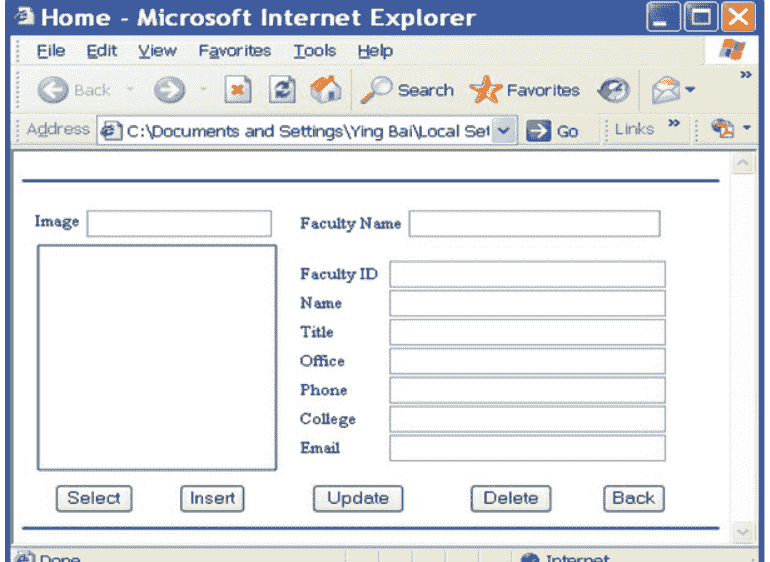 Home - Microsoft Internet Explorer
File Edit View Favorites Tools Help
Back Search Favorites »
Address C:\Documents and Settings\Ying Bai\Local Set Go Links »
Image Faculty Name
Faculty ID
Name
Title
Office
Phone
College
Email
Select Insert Update Delete Back
Done Internet